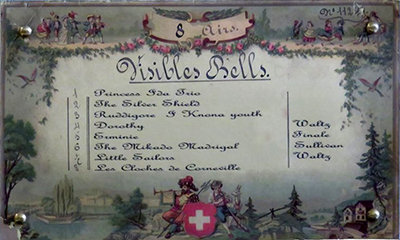 8 Airs.
Visibles Bells.
1 Princess Ida Trio
2 The Silver Shield
3 Ruddigore I Knona youth
4 Dorothy Waltz
5 Erminie Finale
6 The Mikado Madrigal Sullivan
7 Little Sailors Waltz
8 Les Cloches de Corneville